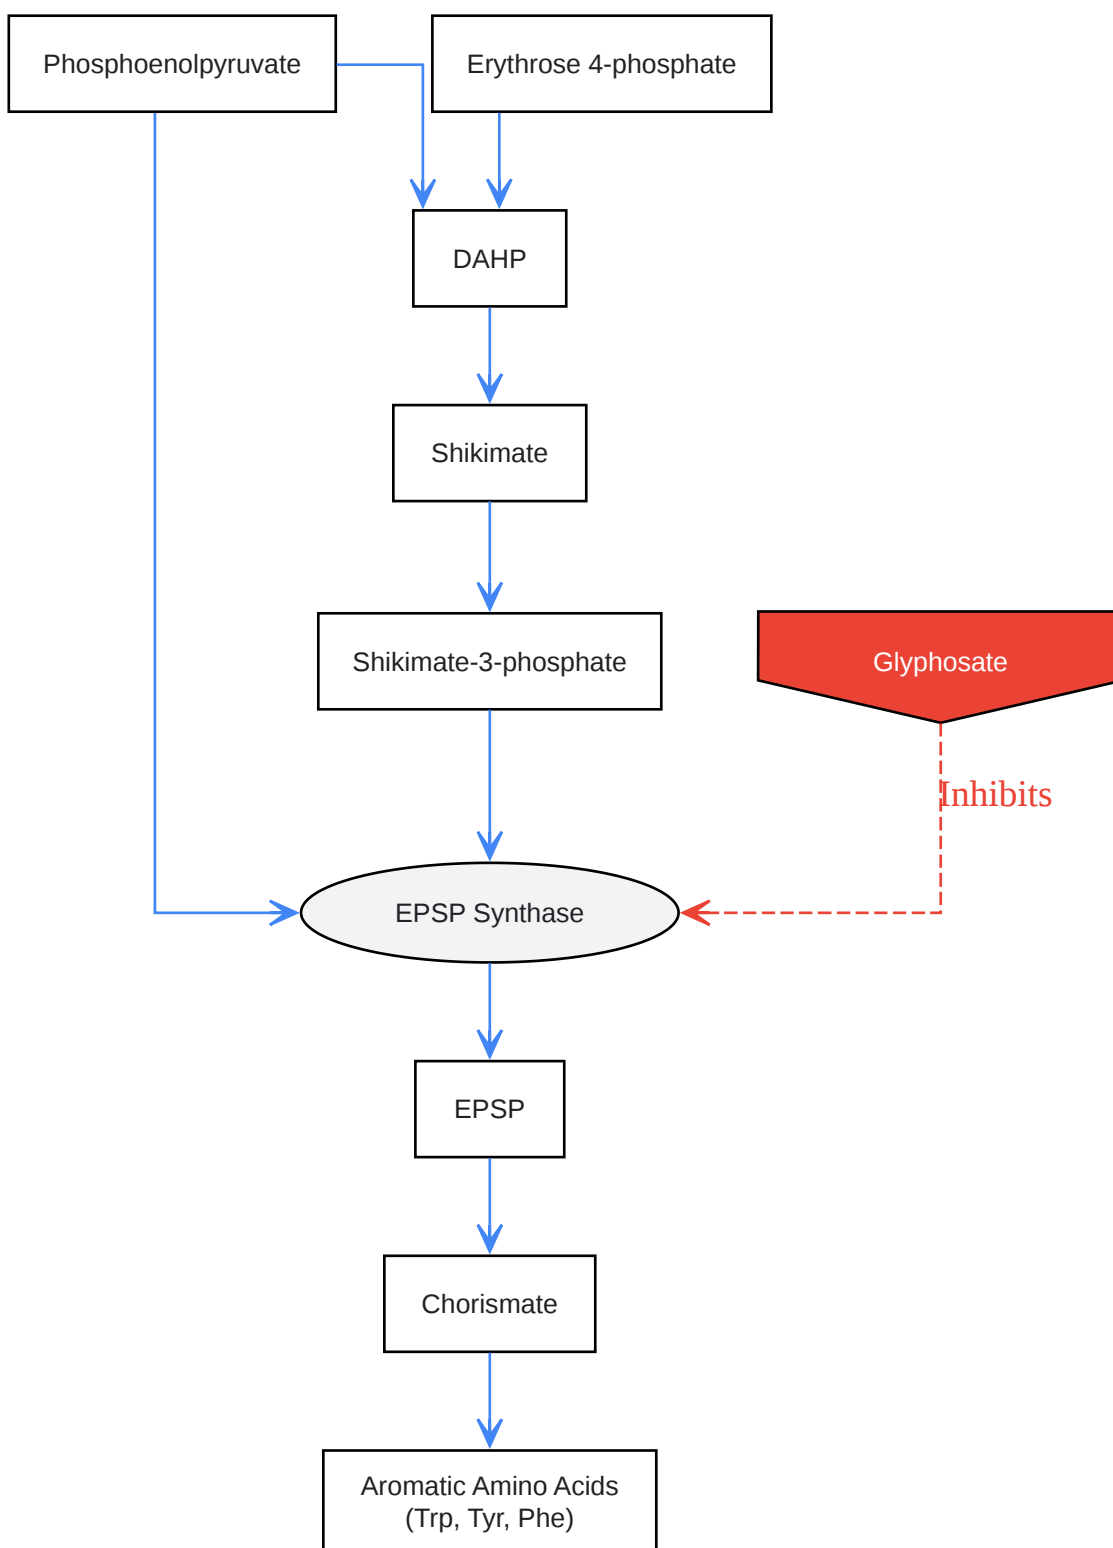 Phosphoenolpyruvate
Erythrose 4-phosphate
DAHP
Shikimate
Shikimate-3-phosphate
Glyphosate
Inhibits
EPSP Synthase
EPSP
Chorismate
Aromatic Amino Acids
(Trp, Tyr, Phe)